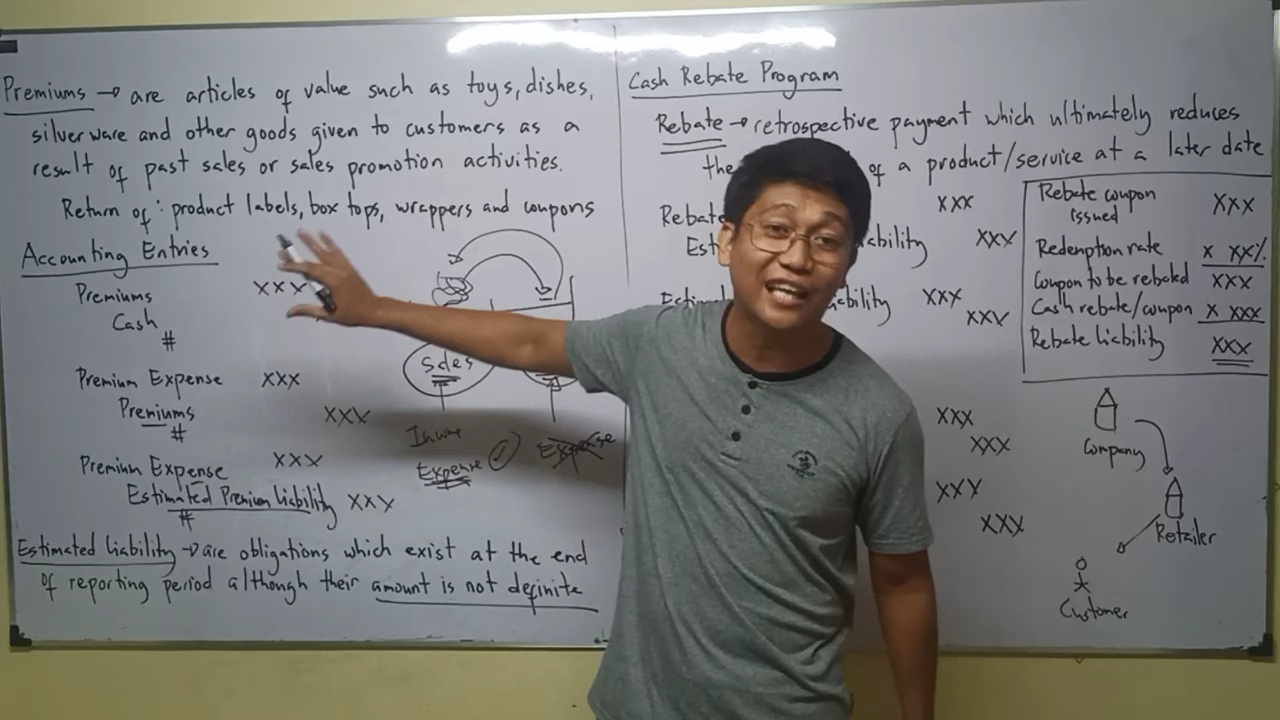 Premiums → are articles of value such as toys, dishes,
silverware and other goods given to customers as a
result of past sales or sales promotion activities.
Return of : product labels, box tops, wrappers and coupons
Accounting Entries
Premiums XXX
Cash
#
Premium Expense XXX
Premiums XXX
#
Premium Expense XXX
Estimated Premium Liability XXX
#
Sales
Income
Expense
Expense
Estimated Liability → are obligations which exist at the end
of reporting period although their amount is not definite
Cash Rebate Program
Rebate → retrospective payment which ultimately reduces
the of a product/service at a later date
Rebate XXX
Est ability XXX
XXX
XXX
XXX
XXX
XXX
XXX
Rebate coupon
issued XXX
Redemption rate x XX%
Coupon to be rebated XXX
Cash rebate/coupon x XXX
Rebate liability XXX
Company
Retailer
Customer